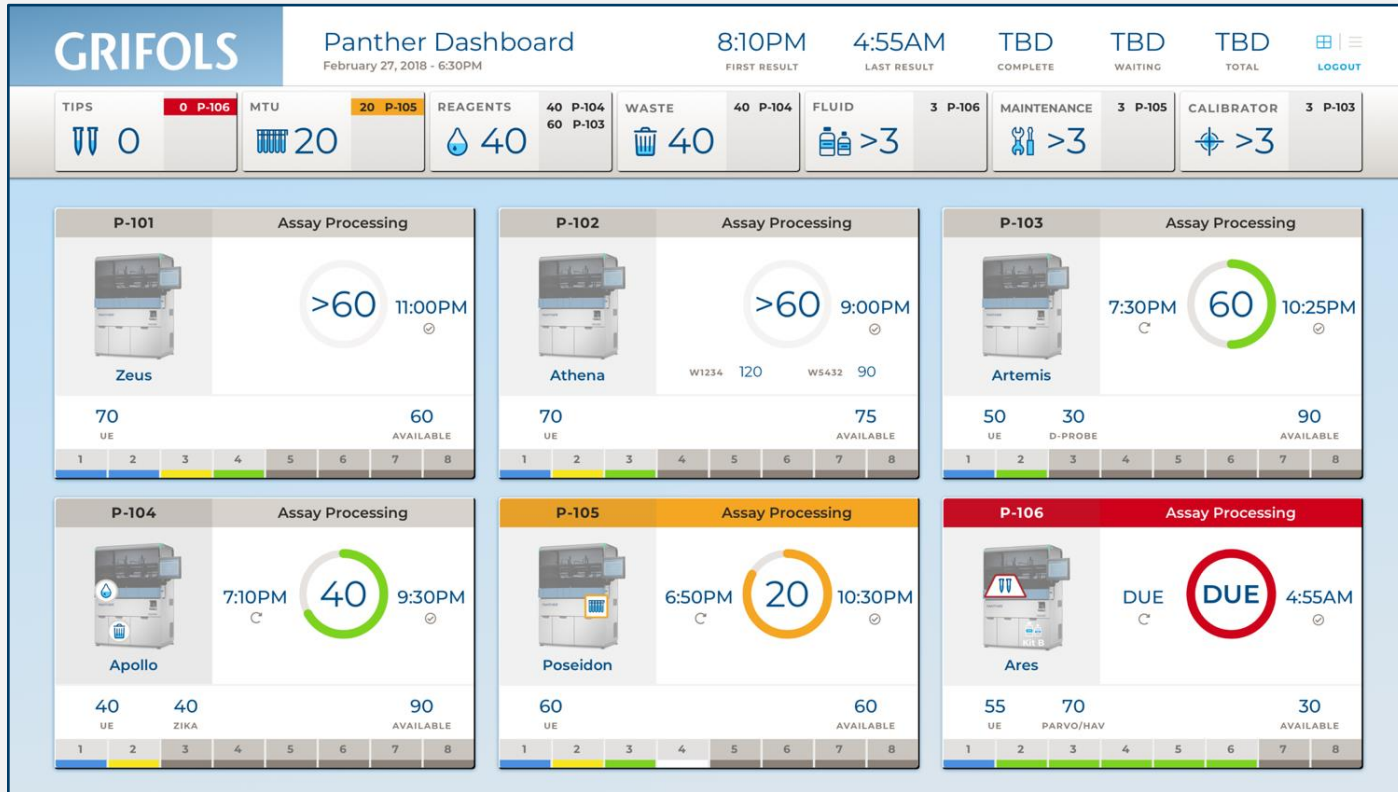 GRIFOLS
Panther Dashboard
February 27, 2018 - 6:30PM
8:10PM
FIRST RESULT
4:55AM
LAST RESULT
TBD
COMPLETE
TBD
WAITING
TBD
TOTAL
LOGOUT
TIPS
0 P-106
0
MTU
20 P-105
20
REAGENTS
40 P-104
60 P-103
40
WASTE
40 P-104
40
FLUID
3 P-106
>3
MAINTENANCE
3 P-105
>3
CALIBRATOR
3 P-103
>3
P-101 Assay Processing
>60 11:00PM
Zeus
70 60
UE AVAILABLE
1 2 3 4 5 6 7 8
P-102 Assay Processing
>60 9:00PM
W1234 120 W5432 90
Athena
70 75
UE AVAILABLE
1 2 3 4 5 6 7 8
P-103 Assay Processing
7:30PM 60 10:25PM
Artemis
50 30 90
UE D-PROBE AVAILABLE
1 2 3 4 5 6 7 8
P-104 Assay Processing
7:10PM 40 9:30PM
Apollo
40 40 90
UE ZIKA AVAILABLE
1 2 3 4 5 6 7 8
P-105 Assay Processing
6:50PM 20 10:30PM
Poseidon
60 60
UE AVAILABLE
1 2 3 4 5 6 7 8
P-106 Assay Processing
DUE DUE 4:55AM
Kit B
Ares
55 70 30
UE PARVO/HAV AVAILABLE
1 2 3 4 5 6 7 8